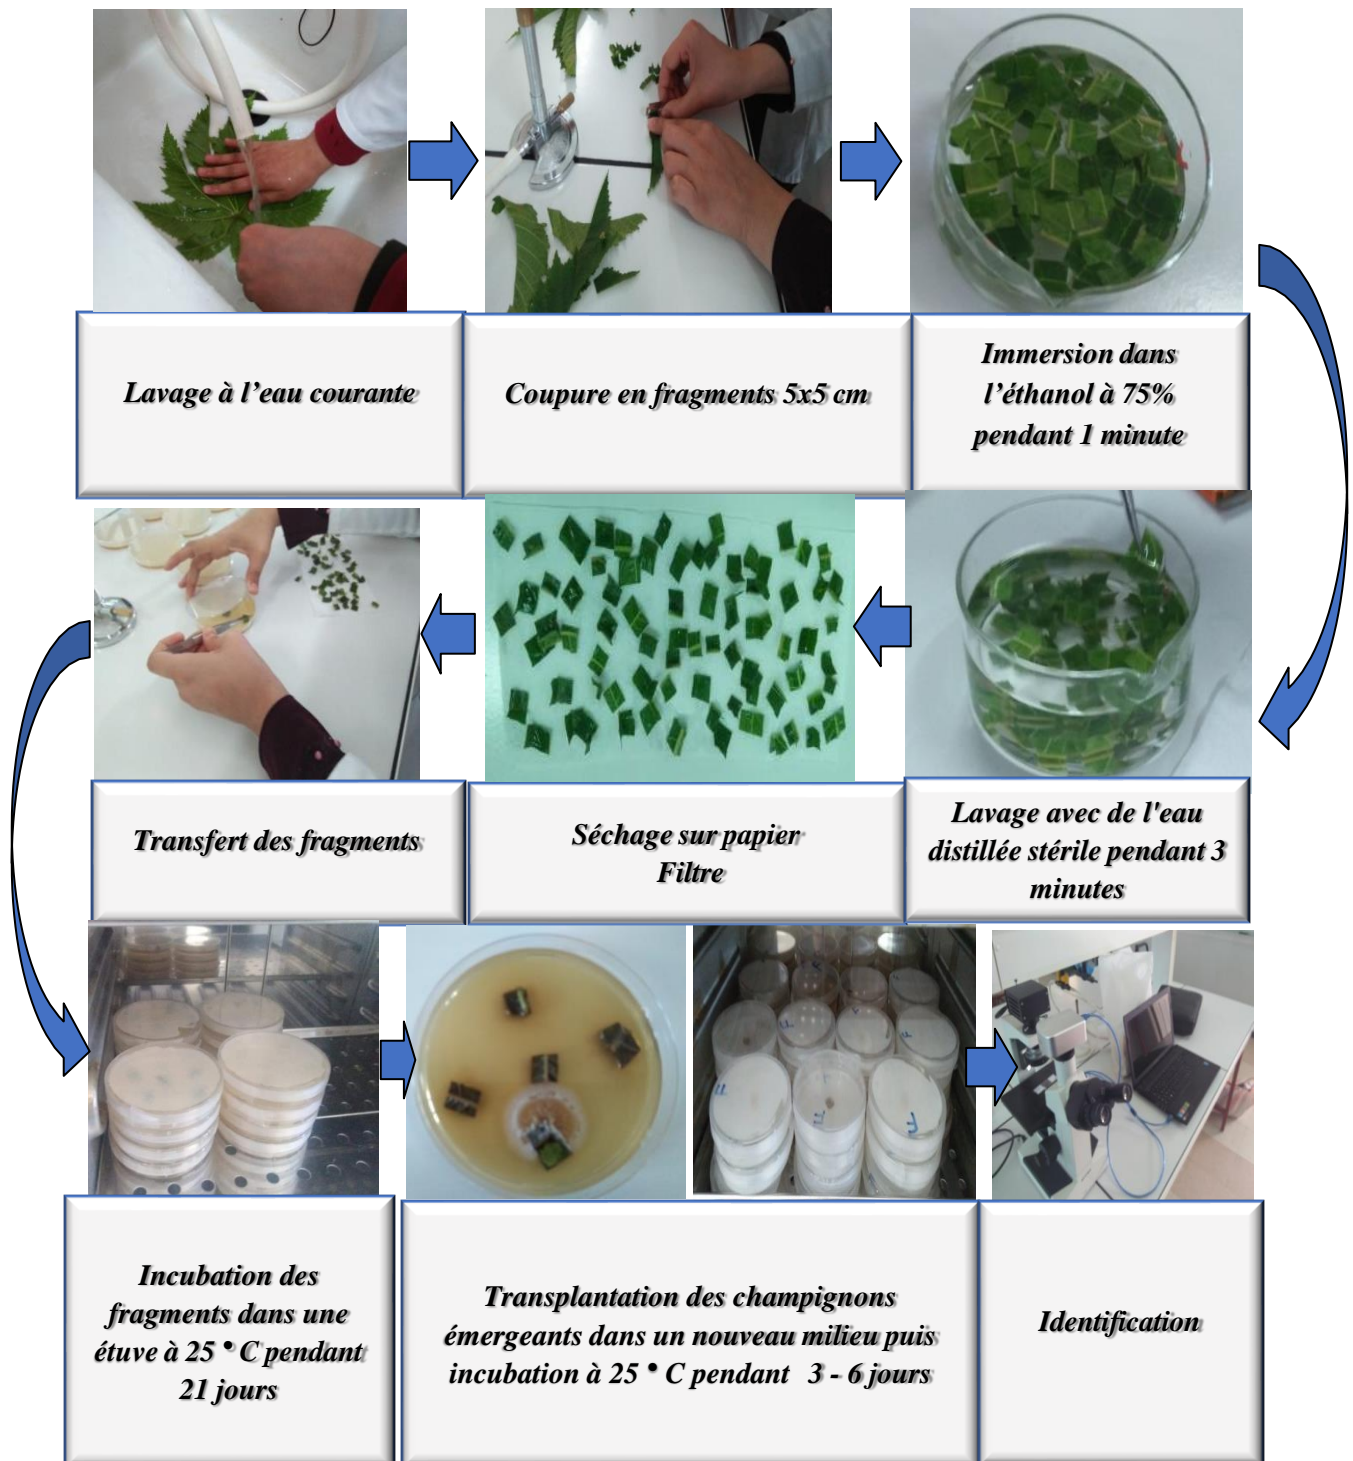 Lavage à l’eau courante
Coupure en fragments 5x5 cm
Immersion dans
l’éthanol à 75%
pendant 1 minute
Transfert des fragments
Séchage sur papier
Filtre
Lavage avec de l'eau
distillée stérile pendant 3
minutes
Incubation des
fragments dans une
étuve à 25 ° C pendant
21 jours
Transplantation des champignons
émergeants dans un nouveau milieu puis
incubation à 25 ° C pendant 3 - 6 jours
Identification